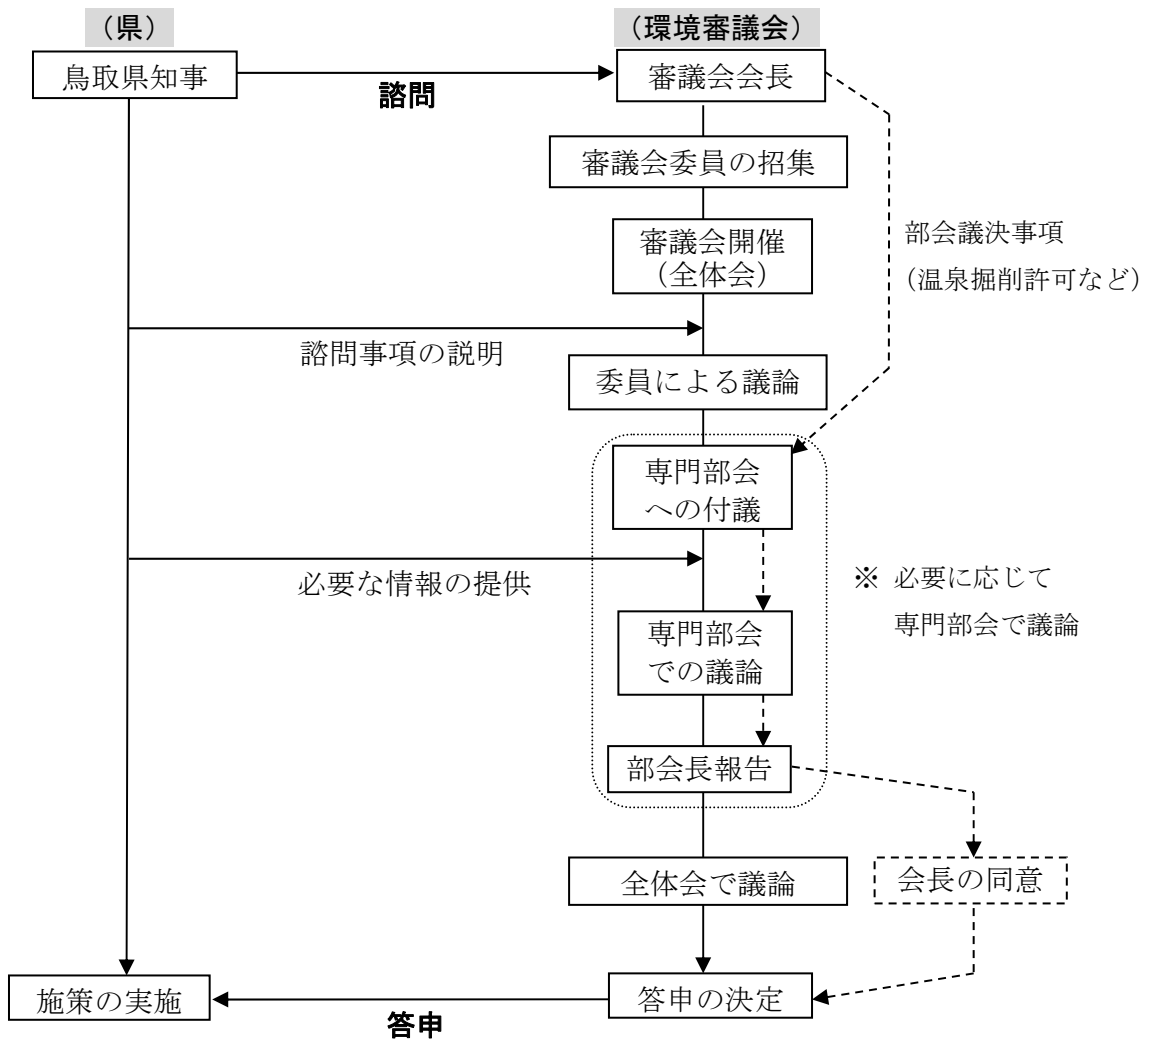 （県）
（環境審議会）
鳥取県知事
諮問
審議会会長
審議会委員の招集
審議会開催
（全体会）
部会議決事項
（温泉掘削許可など）
諮問事項の説明
委員による議論
専門部会
への付議
必要な情報の提供
※ 必要に応じて
専門部会で議論
専門部会
での議論
部会長報告
全体会で議論
会長の同意
施策の実施
答申の決定
答申